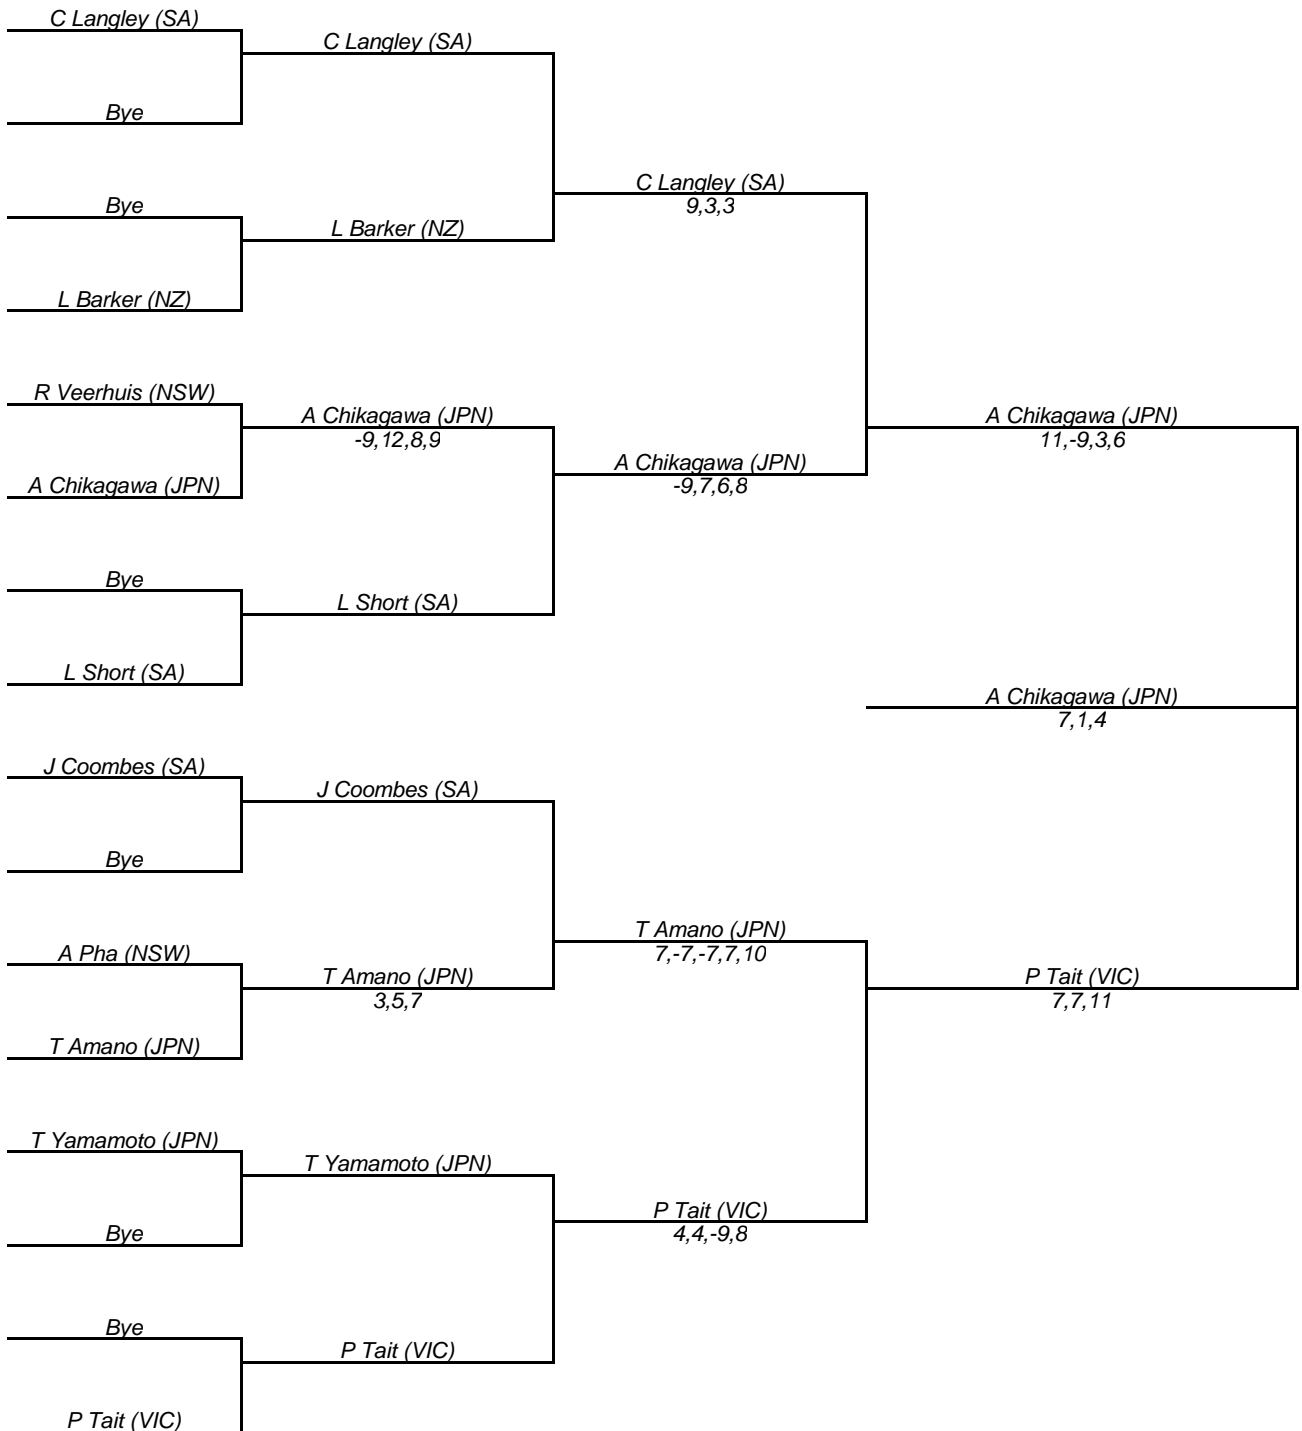 C Langley (SA)
Bye
Bye
L Barker (NZ)
R Veerhuis (NSW)
A Chikagawa (JPN)
Bye
L Short (SA)
J Coombes (SA)
Bye
A Pha (NSW)
T Amano (JPN)
T Yamamoto (JPN)
Bye
Bye
P Tait (VIC)
C Langley (SA)
L Barker (NZ)
A Chikagawa (JPN)
-9,12,8,9
L Short (SA)
J Coombes (SA)
T Amano (JPN)
3,5,7
T Yamamoto (JPN)
P Tait (VIC)
C Langley (SA)
9,3,3
A Chikagawa (JPN)
-9,7,6,8
T Amano (JPN)
7,-7,-7,7,10
P Tait (VIC)
4,4,-9,8
A Chikagawa (JPN)
11,-9,3,6
A Chikagawa (JPN)
7,1,4
P Tait (VIC)
7,7,11